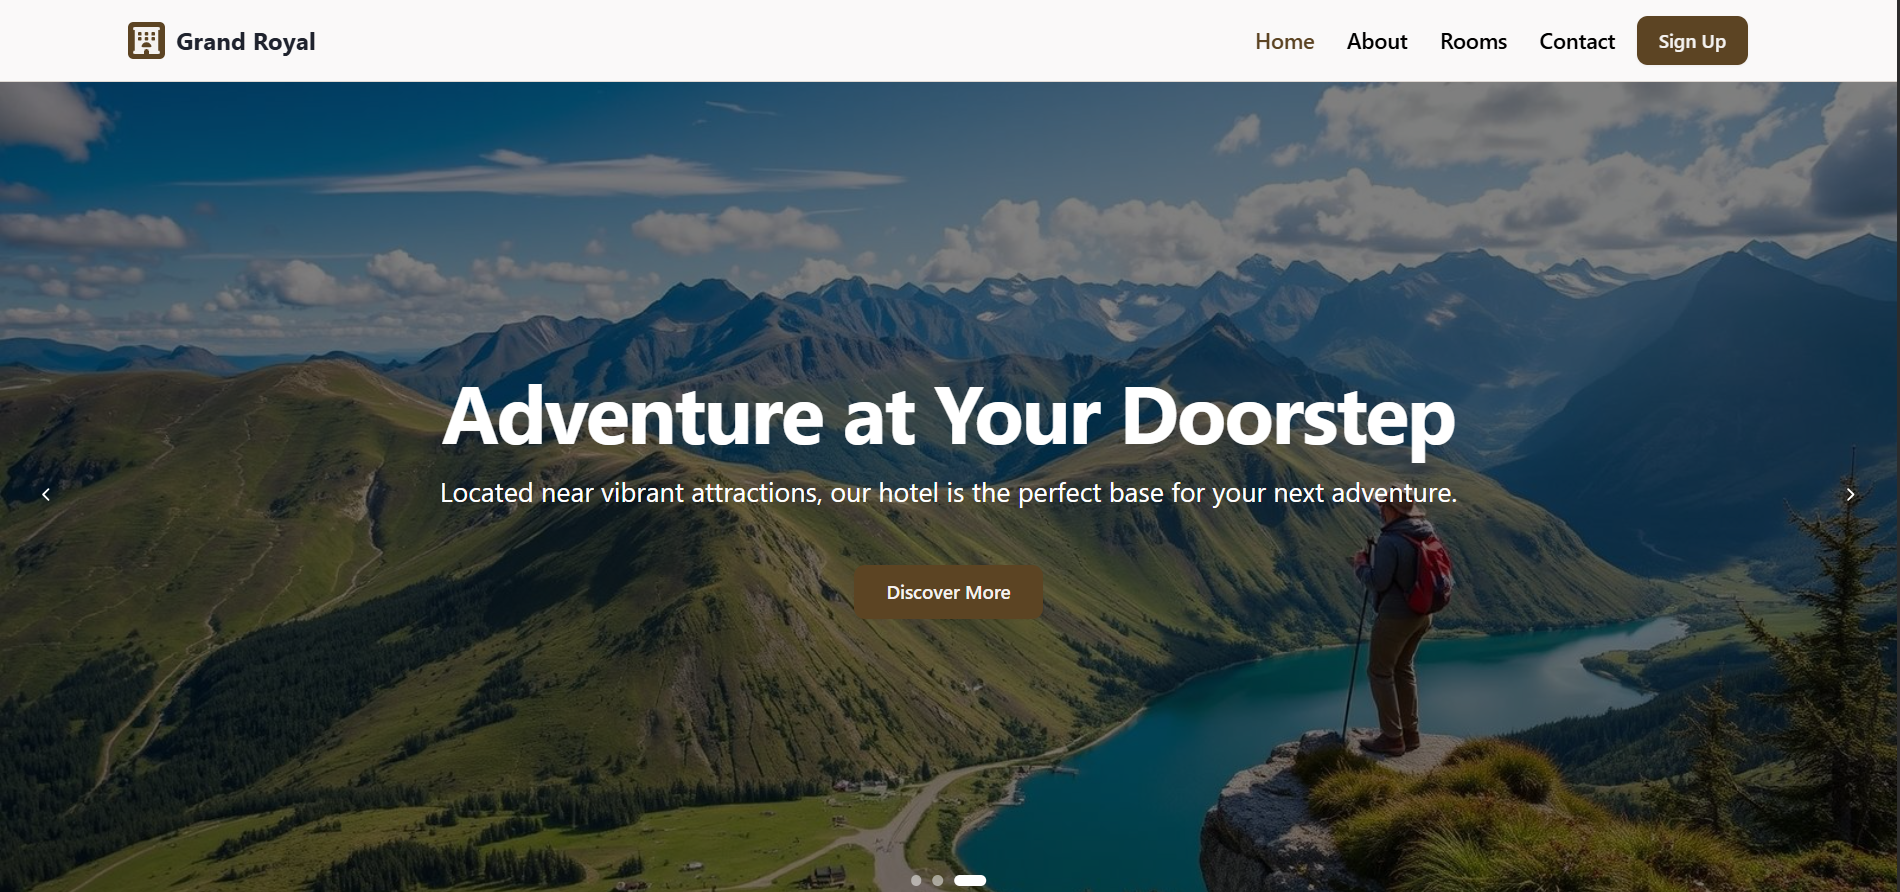 Grand Royal
Home
About
Rooms
Contact
Sign Up
Adventure at Your Doorstep
Located near vibrant attractions, our hotel is the perfect base for your next adventure.
Discover More